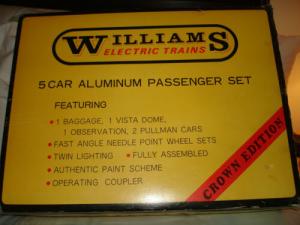 WILLIAMS
ELECTRIC TRAINS
5 CAR ALUMINUM PASSENGER SET
FEATURING
• 1 BAGGAGE, 1 VISTA DOME,
1 OBSERVATION, 2 PULLMAN CARS
• FAST ANGLE NEEDLE POINT WHEEL SETS
• TWIN LIGHTING • FULLY ASSEMBLED
• AUTHENTIC PAINT SCHEME
• OPERATING COUPLER
CROWN EDITION